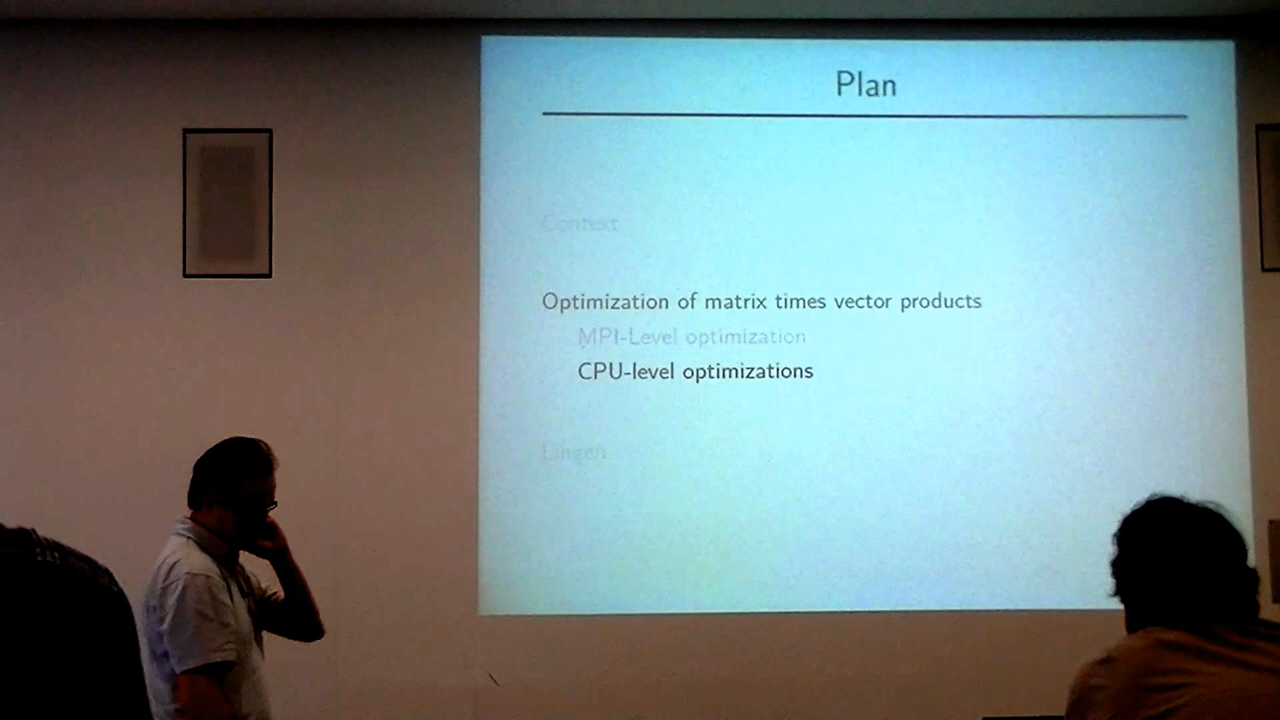 Plan
Context
Optimization of matrix times vector products
MPI-Level optimization
CPU-level optimizations
Lingen